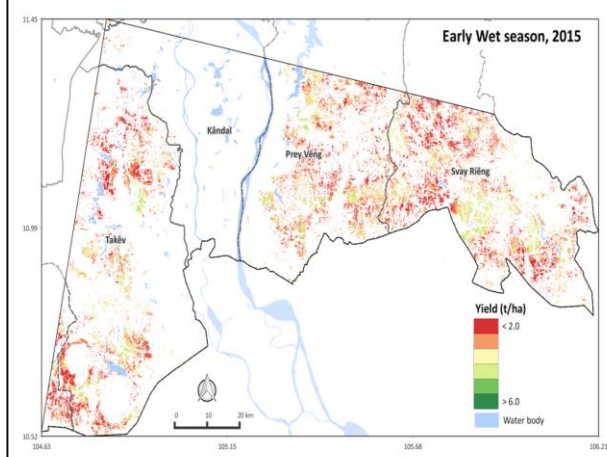 11.45
Early Wet season, 2015
Kândal
Prey Vêng
Svay Riêng
10.99
Takêv
Yield (t/ha)
< 2.0
> 6.0
Water body
0 10 20 km
10.52
104.63 105.15 105.68 106.21